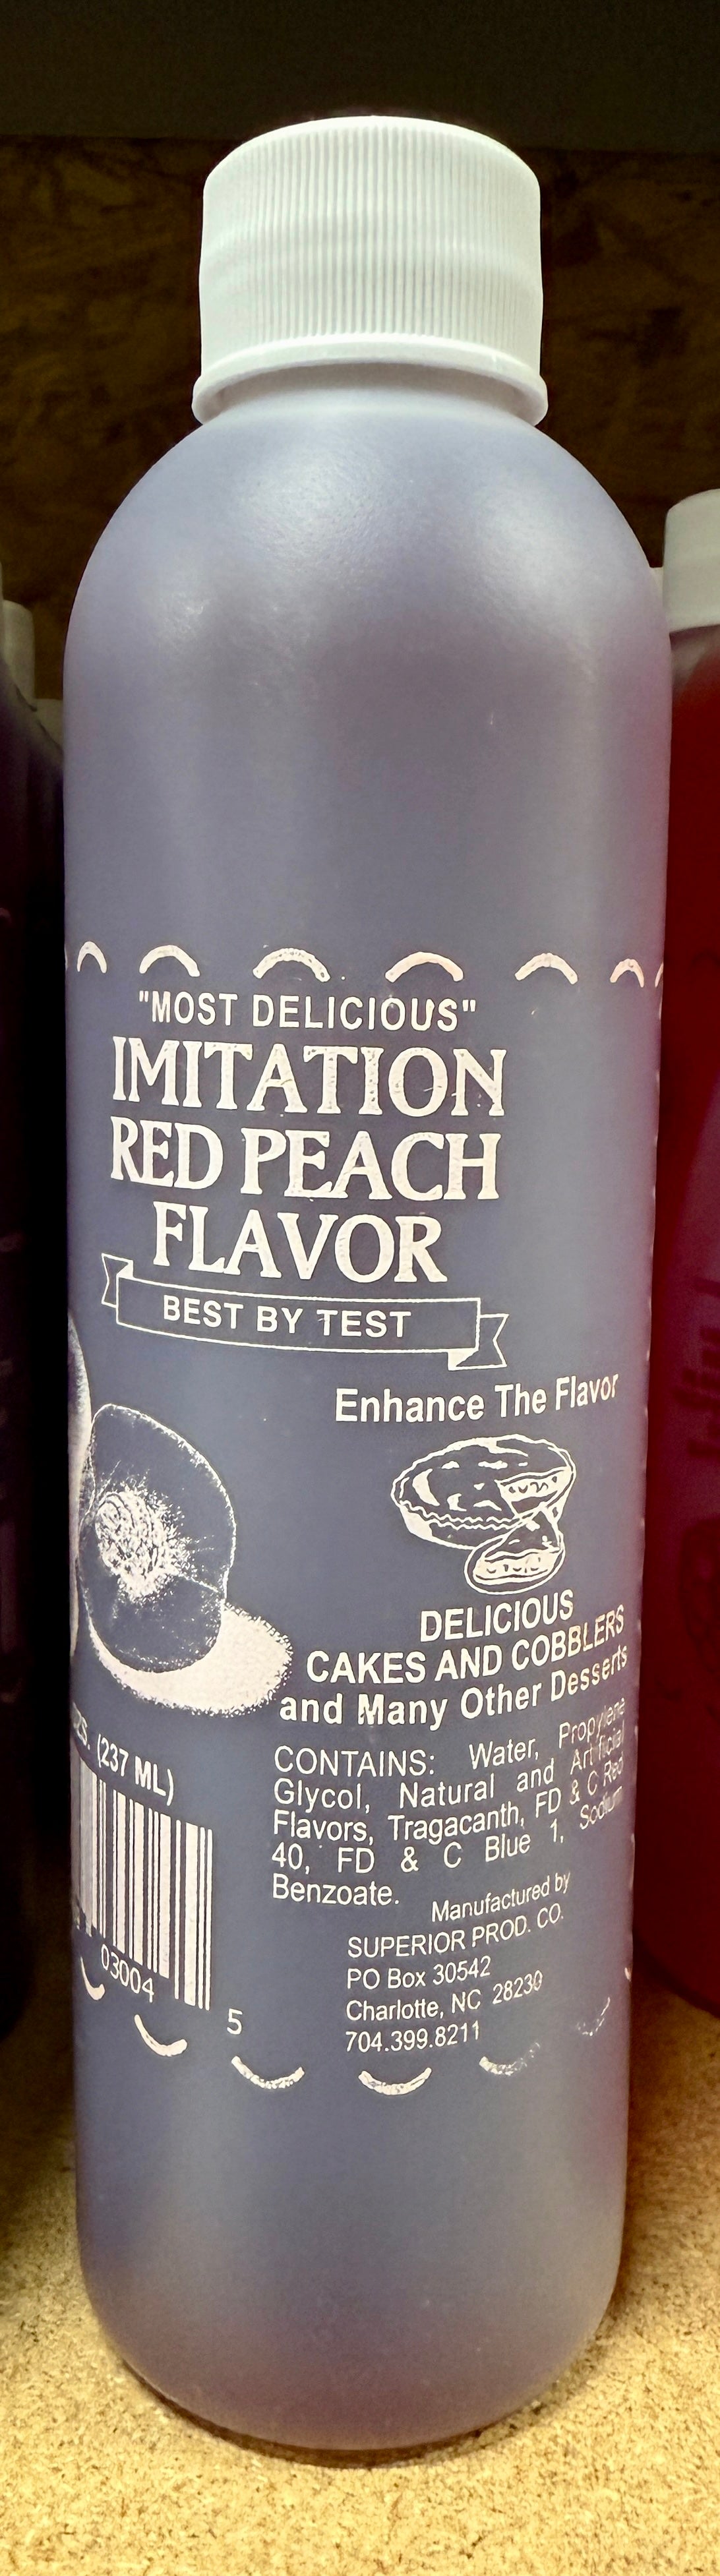 "MOST DELICIOUS"
IMITATION
RED PEACH
FLAVOR
BEST BY TEST
Enhance The Flavor
DELICIOUS
CAKES AND COBBLERS
and Many Other Desserts
(237 ML)
03004 5
CONTAINS: Water, Propylene
Glycol, Natural and Artificial
Flavors, Tragacanth, FD & C Red
40, FD & C Blue 1, Sodium
Benzoate.
Manufactured by
SUPERIOR PROD. CO.
PO Box 30542
Charlotte, NC 28230
704.399.8211